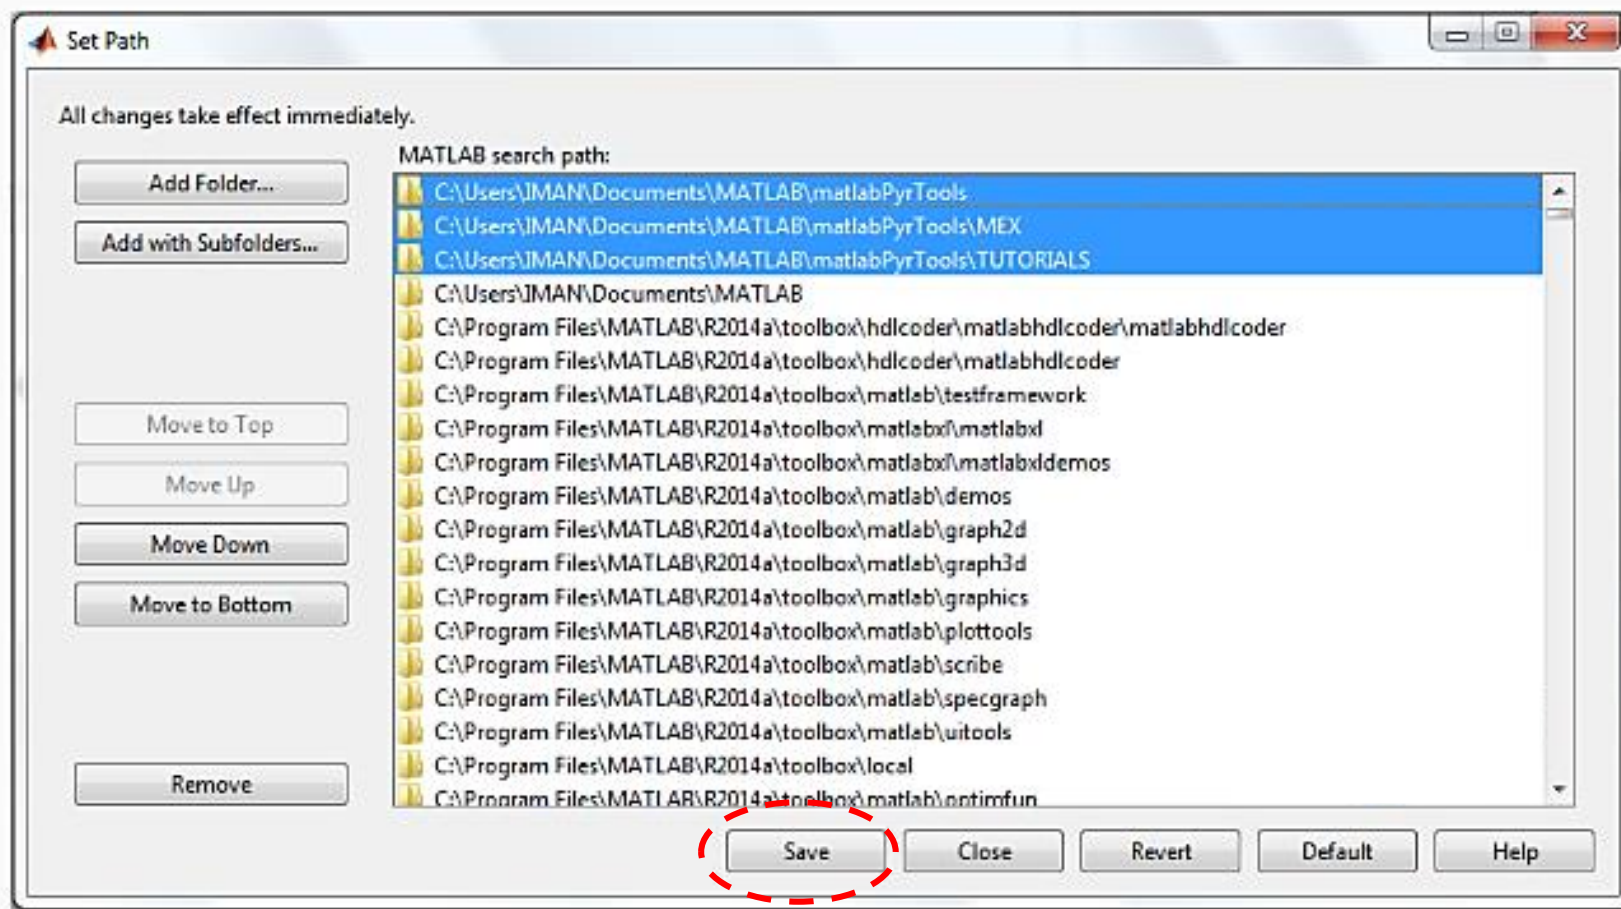 Set Path
All changes take effect immediately.
Add Folder...
Add with Subfolders...
Move to Top
Move Up
Move Down
Move to Bottom
Remove
MATLAB search path:
C:\Users\IMAN\Documents\MATLAB\matlabPyrTools
C:\Users\IMAN\Documents\MATLAB\matlabPyrTools\MEX
C:\Users\IMAN\Documents\MATLAB\matlabPyrTools\TUTORIALS
C:\Users\IMAN\Documents\MATLAB
C:\Program Files\MATLAB\R2014a\toolbox\hdlcoder\matlabhdlcoder\matlabhdlcoder
C:\Program Files\MATLAB\R2014a\toolbox\hdlcoder\matlabhdlcoder
C:\Program Files\MATLAB\R2014a\toolbox\matlab\testframework
C:\Program Files\MATLAB\R2014a\toolbox\matlabxl\matlabxl
C:\Program Files\MATLAB\R2014a\toolbox\matlabxl\matlabxldemos
C:\Program Files\MATLAB\R2014a\toolbox\matlab\demos
C:\Program Files\MATLAB\R2014a\toolbox\matlab\graph2d
C:\Program Files\MATLAB\R2014a\toolbox\matlab\graph3d
C:\Program Files\MATLAB\R2014a\toolbox\matlab\graphics
C:\Program Files\MATLAB\R2014a\toolbox\matlab\plottools
C:\Program Files\MATLAB\R2014a\toolbox\matlab\scribe
C:\Program Files\MATLAB\R2014a\toolbox\matlab\specgraph
C:\Program Files\MATLAB\R2014a\toolbox\matlab\uitools
C:\Program Files\MATLAB\R2014a\toolbox\local
C:\Program Files\MATLAB\R2014a\toolbox\matlab\optimfun
Save
Close
Revert
Default
Help